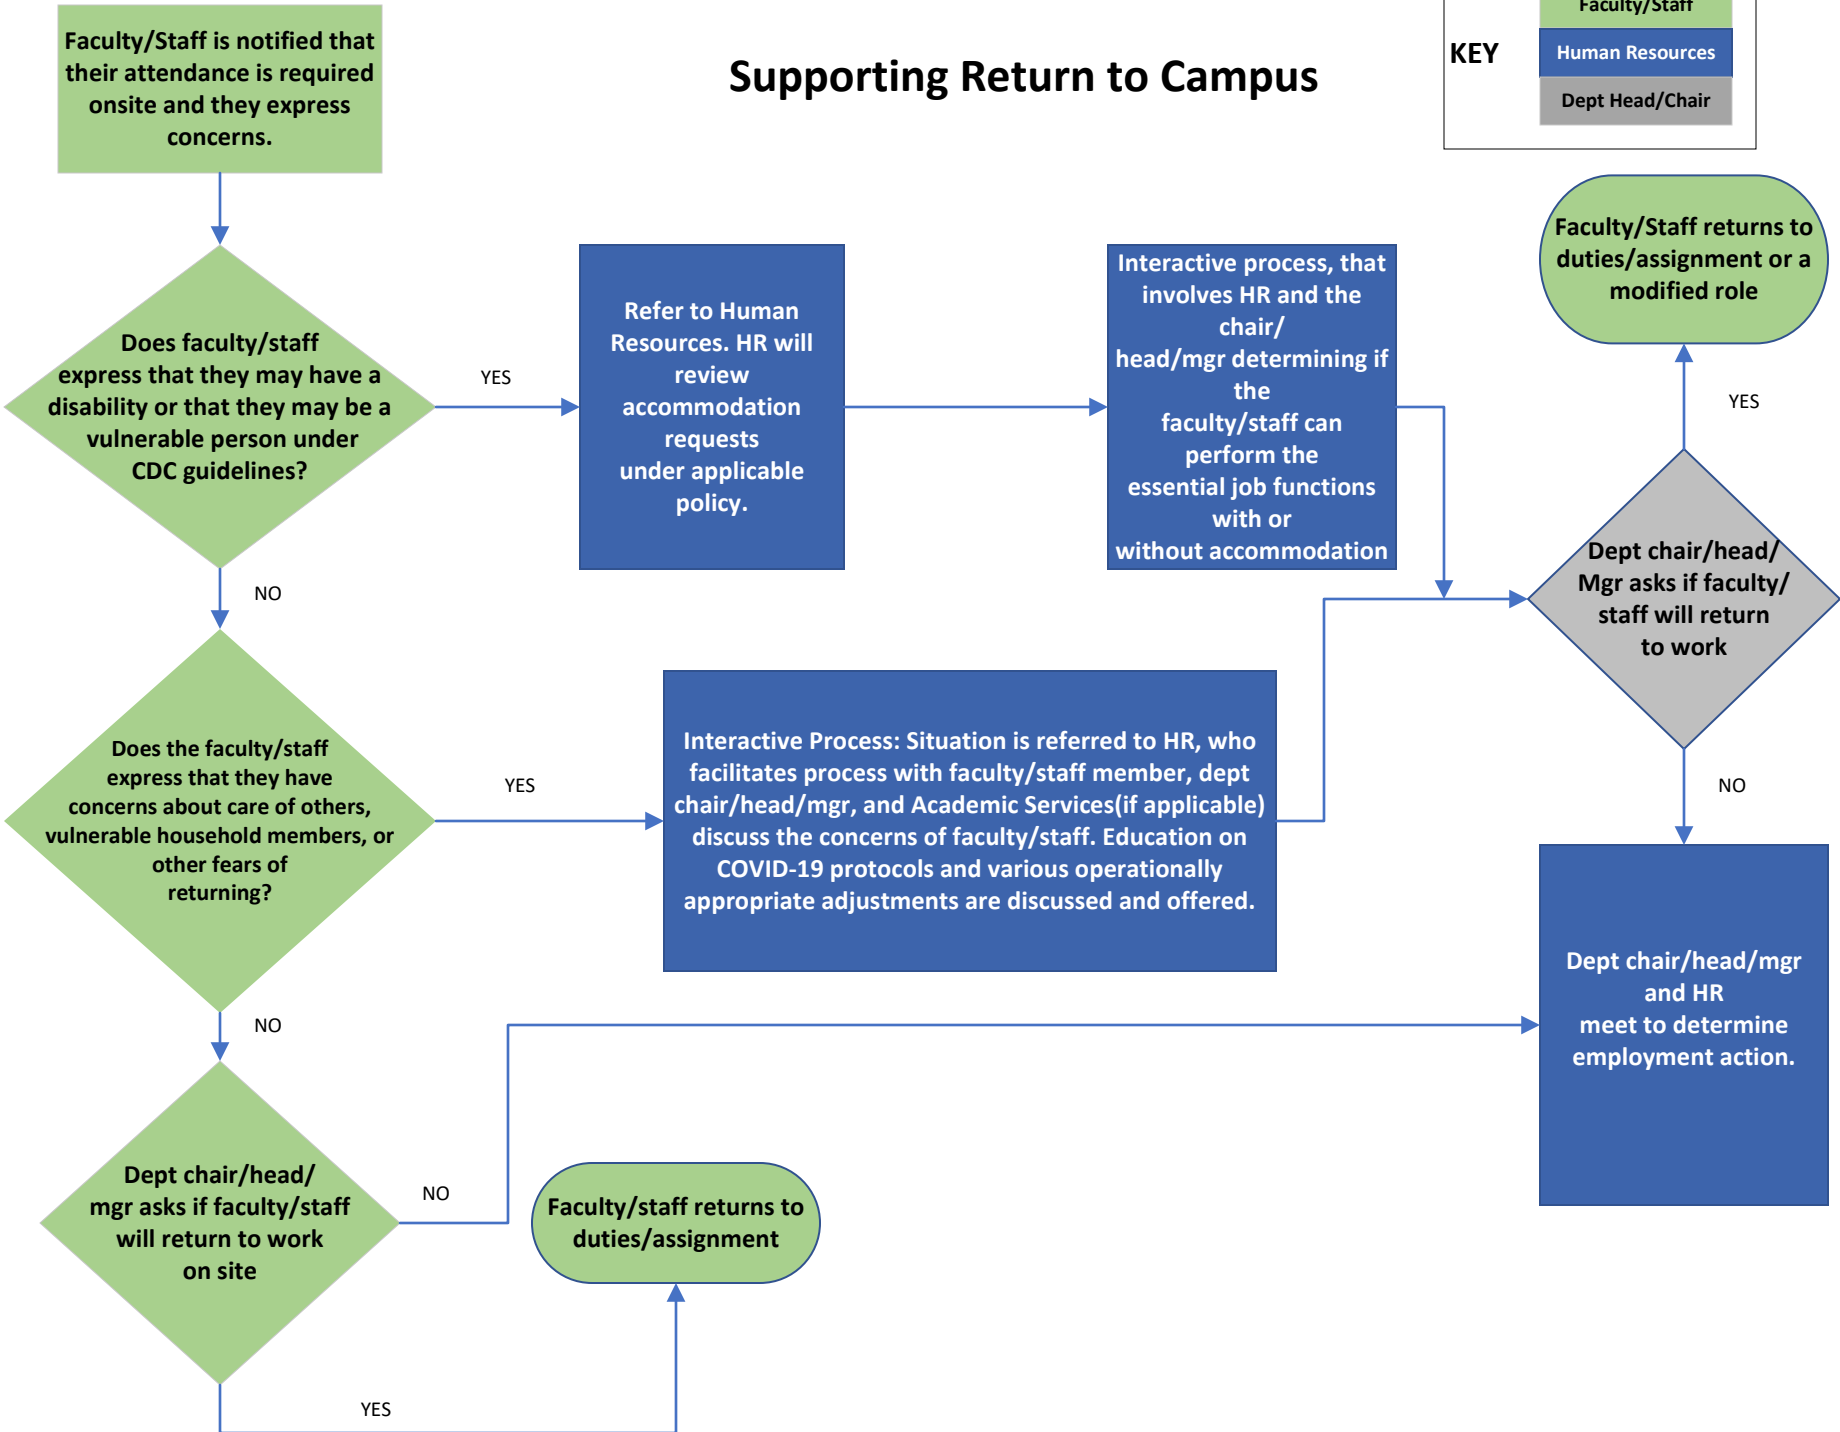 Faculty/Staff is notified that
their attendance is required
onsite and they express
concerns.
Supporting Return to Campus
KEY
Faculty/Staff
Human Resources
Dept Head/Chair
Does faculty/staff
express that they may have a
disability or that they may be a
vulnerable person under
CDC guidelines?
YES
Refer to Human
Resources. HR will
review
accommodation
requests
under applicable
policy.
Interactive process, that
involves HR and the
chair/
head/mgr determining if
the
faculty/staff can
perform the
essential job functions
with or
without accommodation
Faculty/Staff returns to
duties/assignment or a
modified role
YES
Dept chair/head/
Mgr asks if faculty/
staff will return
to work
NO
NO
Does the faculty/staff
express that they have
concerns about care of others,
vulnerable household members, or
other fears of
returning?
YES
Interactive Process: Situation is referred to HR, who
facilitates process with faculty/staff member, dept
chair/head/mgr, and Academic Services(if applicable)
discuss the concerns of faculty/staff. Education on
COVID-19 protocols and various operationally
appropriate adjustments are discussed and offered.
Dept chair/head/mgr
and HR
meet to determine
employment action.
NO
Dept chair/head/
mgr asks if faculty/staff
will return to work
on site
NO
Faculty/staff returns to
duties/assignment
YES